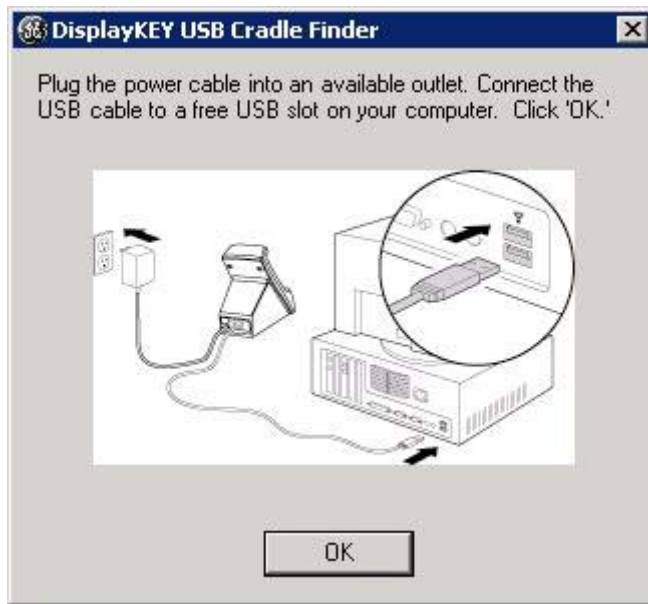 DisplayKEY USB Cradle Finder
Plug the power cable into an available outlet. Connect the
USB cable to a free USB slot on your computer.  Click 'OK.'
OK